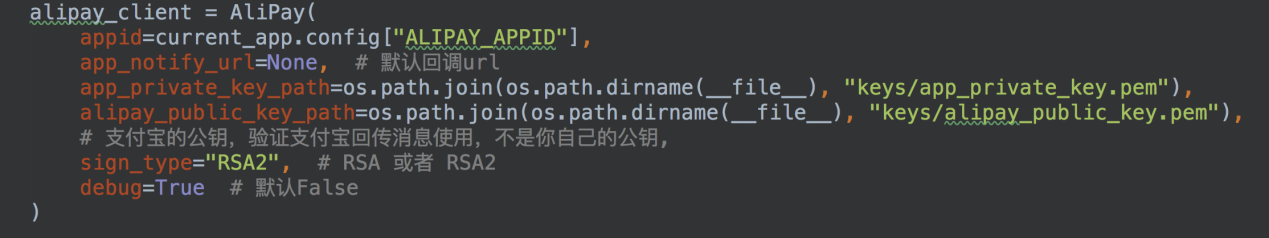 alipay_client = AliPay(
    appid=current_app.config["ALIPAY_APPID"],
    app_notify_url=None,  # 默认回调url
    app_private_key_path=os.path.join(os.path.dirname(__file__), "keys/app_private_key.pem"),
    alipay_public_key_path=os.path.join(os.path.dirname(__file__), "keys/alipay_public_key.pem"),
    # 支付宝的公钥，验证支付宝回传消息使用，不是你自己的公钥,
    sign_type="RSA2",  # RSA 或者 RSA2
    debug=True  # 默认False
)